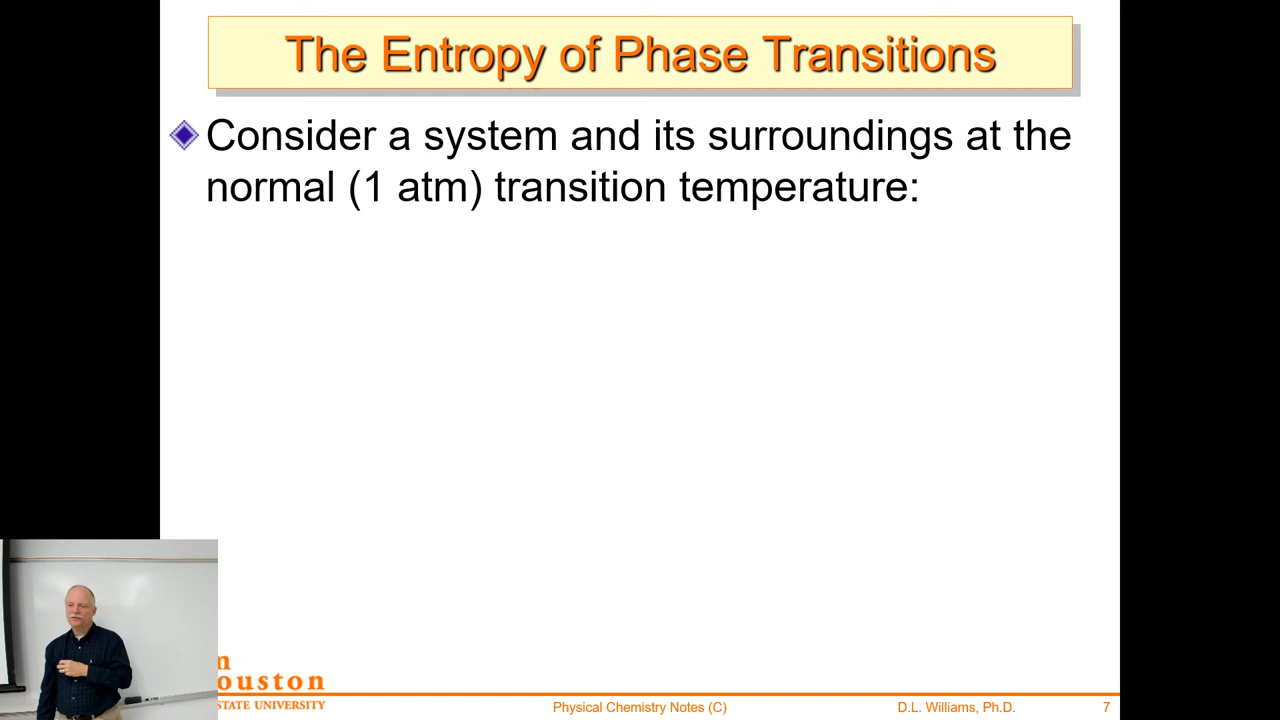 The Entropy of Phase Transitions
Consider a system and its surroundings at the
normal (1 atm) transition temperature:
n
ouston
STATE UNIVERSITY
Physical Chemistry Notes (C)
D.L. Williams, Ph.D.
7